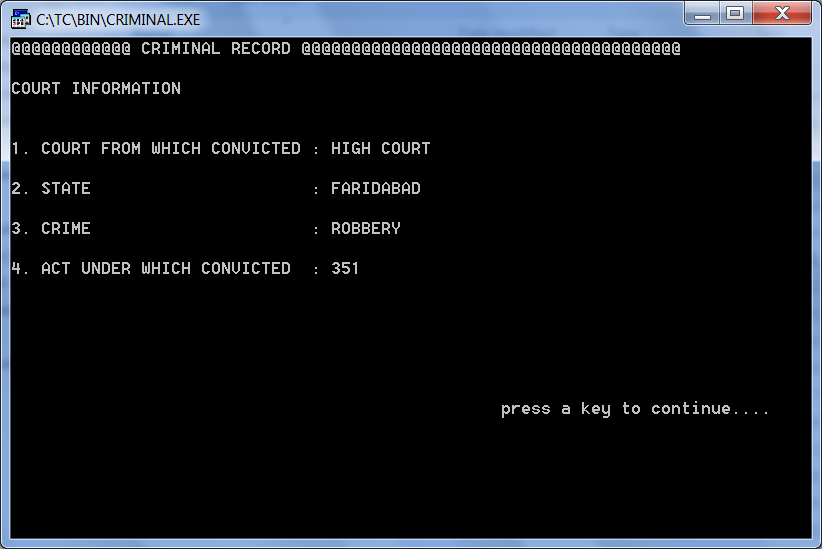 C:\TC\BIN\CRIMINAL.EXE
@@@@@@@@@@@@ CRIMINAL RECORD @@@@@@@@@@@@@@@@@@@@@@@@@@@@@@@@@@@@@@
COURT INFORMATION
1. COURT FROM WHICH CONVICTED : HIGH COURT
2. STATE : FARIDABAD
3. CRIME : ROBBERY
4. ACT UNDER WHICH CONVICTED : 351
press a key to continue....